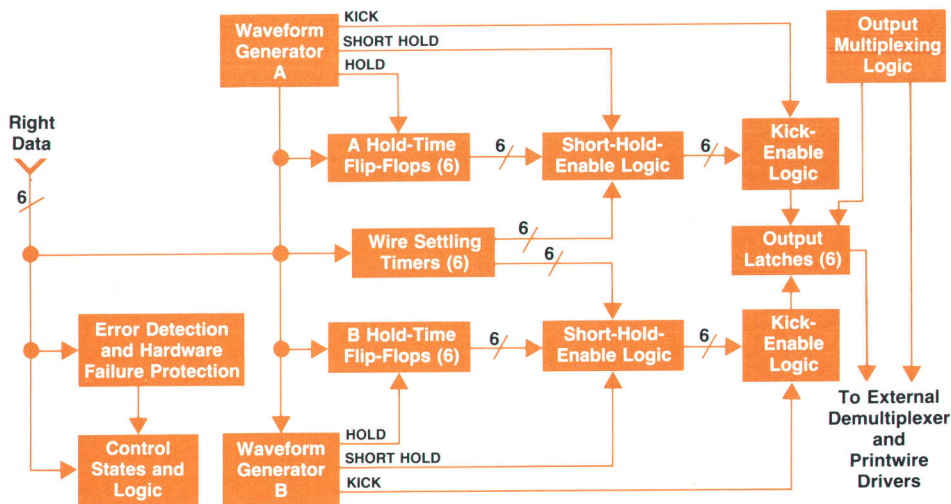 Waveform
Generator
A
KICK
SHORT HOLD
HOLD
Output
Multiplexing
Logic
Right
Data
6
A Hold-Time
Flip-Flops (6)
6
Short-Hold-
Enable Logic
6
Kick-
Enable
Logic
Wire Settling
Timers (6)
6
6
Output
Latches (6)
Error Detection
and Hardware
Failure Protection
B Hold-Time
Flip-Flops (6)
6
Short-Hold-
Enable Logic
6
Kick-
Enable
Logic
Control
States and
Logic
Waveform
Generator
B
HOLD
SHORT HOLD
KICK
To External
Demultiplexer
and
Printwire
Drivers